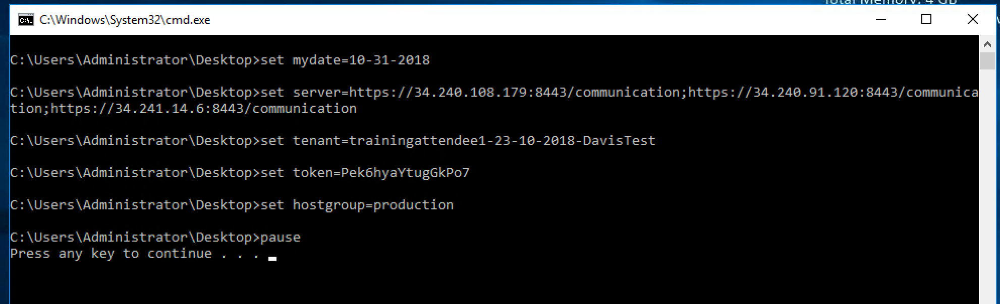 Total Memory: 4 GB
C:\Windows\System32\cmd.exe
C:\Users\Administrator\Desktop>set mydate=10-31-2018
C:\Users\Administrator\Desktop>set server=https://34.240.108.179:8443/communication;https://34.240.91.120:8443/communica
tion;https://34.241.14.6:8443/communication
C:\Users\Administrator\Desktop>set tenant=trainingattendee1-23-10-2018-DavisTest
C:\Users\Administrator\Desktop>set token=Pek6hyaYtugGkPo7
C:\Users\Administrator\Desktop>set hostgroup=production
C:\Users\Administrator\Desktop>pause
Press any key to continue . . .